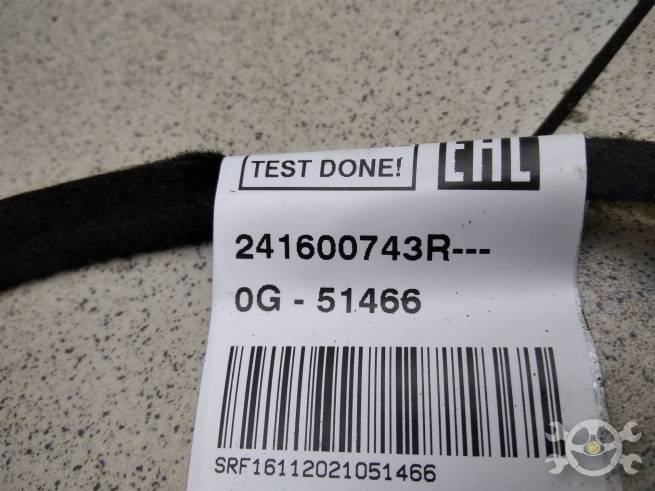 TEST DONE!
EAC
241600743R---
0G - 51466
SRF16112021051466